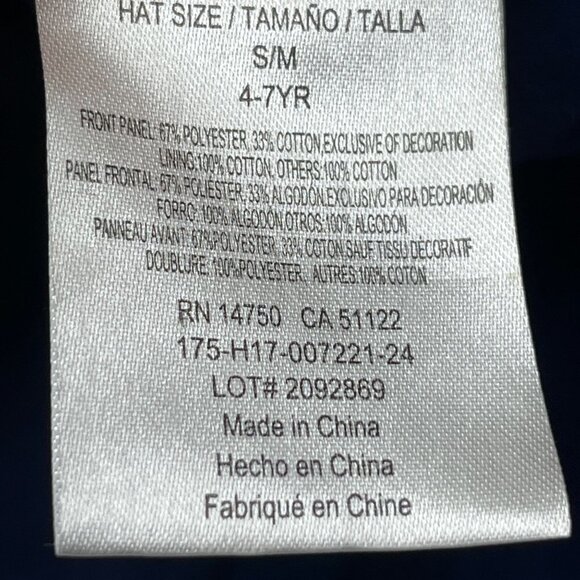 HAT SIZE / TAMAÑO / TALLA
S/M
4-7YR
FRONT PANEL: 67% POLYESTER, 33% COTTON,EXCLUSIVE OF DECORATION
LINING:100% COTTON, OTHERS:100% COTTON
PANEL FRONTAL: 67% POLIÉSTER, 33% ALGODÓN,EXCLUSIVO PARA DECORACIÓN
FORRO: 100% ALGODÓN OTROS:100% ALGODÓN
PANNEAU AVANT: 67%POLYESTER, 33% COTON,SAUF TISSU DECORATIF
DOUBLURE: 100%POLYESTER, AUTRES:100% COTON
RN 14750 CA 51122
175-H17-007221-24
LOT# 2092869
Made in China
Hecho en China
Fabriqué en Chine